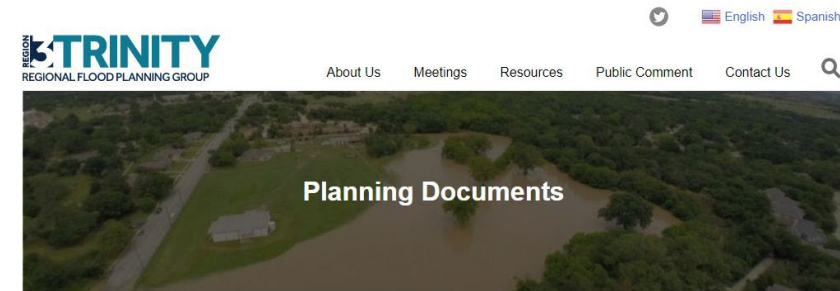 English Spanish
REGION 3 TRINITY
REGIONAL FLOOD PLANNING GROUP
About Us Meetings Resources Public Comment Contact Us
Planning Documents